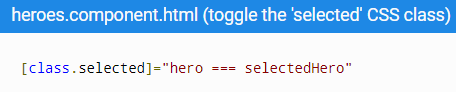 heroes.component.html (toggle the 'selected' CSS class)
[class.selected]="hero === selectedHero"